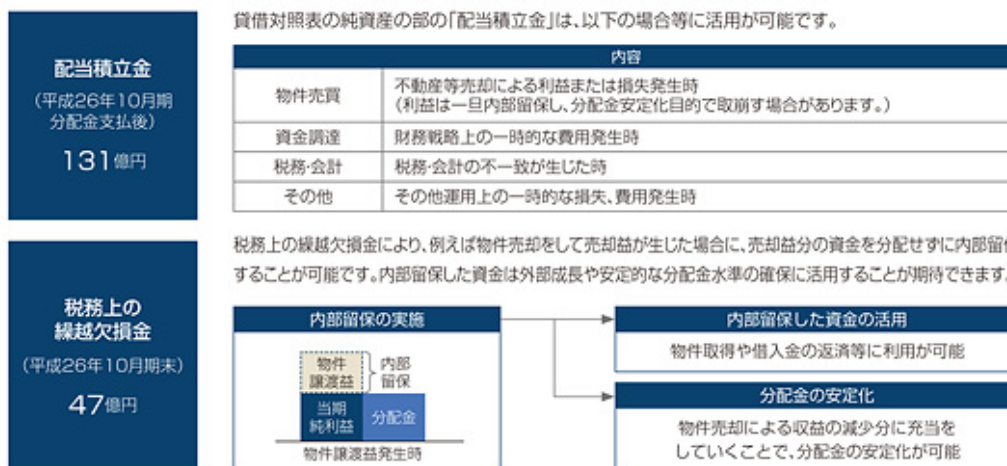 配当積立金
(平成26年10月期
分配金支払後)
131億円
貸借対照表の純資産の部の「配当積立金」は、以下の場合等に活用が可能です。
内容
物件売買
不動産等売却による利益または損失発生時
(利益は一旦内部留保し、分配金安定化目的で取崩す場合があります。)
資金調達
財務戦略上の一時的な費用発生時
税務・会計
税務・会計の不一致が生じた時
その他
その他運用上の一時的な損失、費用発生時
税務上の
繰越欠損金
(平成26年10月期末)
47億円
税務上の繰越欠損金により、例えば物件売却をして売却益が生じた場合に、売却益分の資金を分配せずに内部留
することが可能です。内部留保した資金は外部成長や安定的な分配金水準の確保に活用することが期待できます
内部留保の実施
物件
譲渡益
内部
留保
当期
純利益
分配金
物件譲渡益発生時
内部留保した資金の活用
物件取得や借入金の返済等に利用が可能
分配金の安定化
物件売却による収益の減少分に充当を
していくことで、分配金の安定化が可能